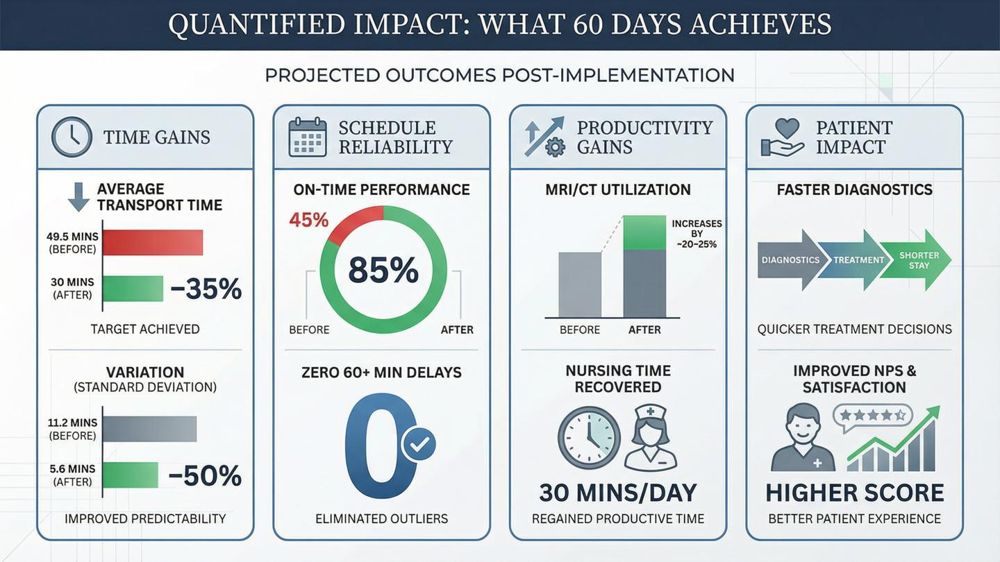 QUANTIFIED IMPACT: WHAT 60 DAYS ACHIEVES
PROJECTED OUTCOMES POST-IMPLEMENTATION
TIME GAINS
AVERAGE
TRANSPORT TIME
49.5 MINS
(BEFORE)
30 MINS
(AFTER)
−35%
TARGET ACHIEVED
VARIATION
(STANDARD DEVIATION)
11.2 MINS
(BEFORE)
5.6 MINS
(AFTER)
−50%
IMPROVED PREDICTABILITY
SCHEDULE
RELIABILITY
ON-TIME PERFORMANCE
45%
85%
BEFORE
AFTER
ZERO 60+ MIN DELAYS
0
ELIMINATED OUTLIERS
PRODUCTIVITY
GAINS
MRI/CT UTILIZATION
INCREASES
BY
~20–25%
BEFORE
AFTER
NURSING TIME
RECOVERED
30 MINS/DAY
REGAINED PRODUCTIVE TIME
PATIENT
IMPACT
FASTER DIAGNOSTICS
DIAGNOSTICS
TREATMENT
SHORTER
STAY
QUICKER TREATMENT DECISIONS
IMPROVED NPS &
SATISFACTION
HIGHER SCORE
BETTER PATIENT EXPERIENCE